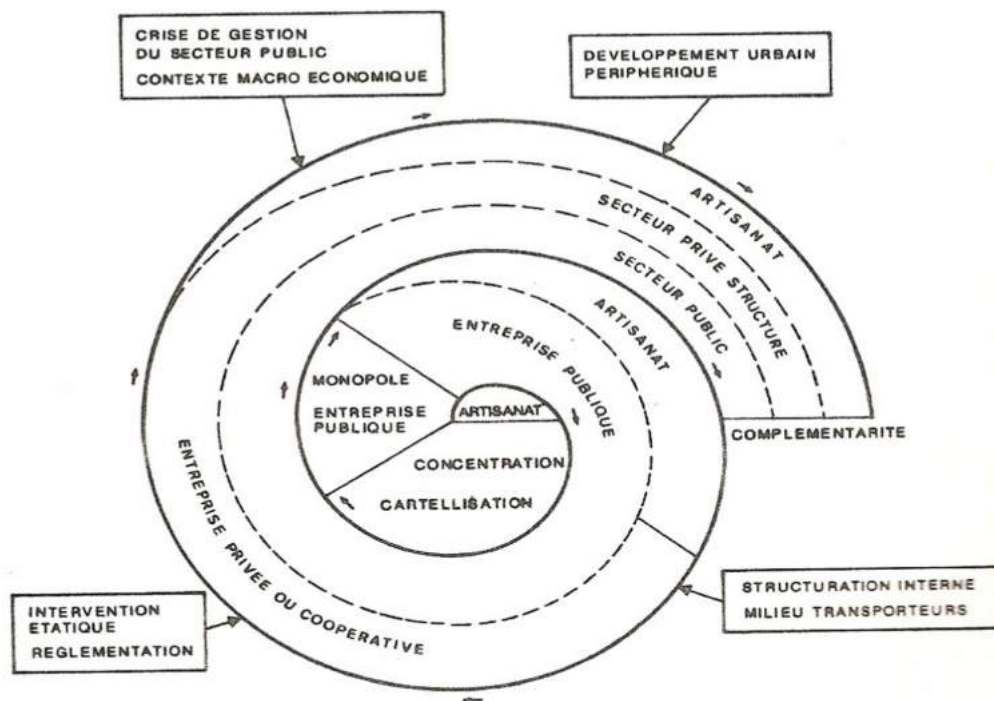 CRISE DE GESTION
DU SECTEUR PUBLIC
CONTEXTE MACRO ECONOMIQUE
DEVELOPPEMENT URBAIN
PERIPHERIQUE
ARTISANAT
SECTEUR PRIVE STRUCTURE
SECTEUR PUBLIC
ARTISANAT
ENTREPRISE PUBLIQUE
MONOPOLE
ENTREPRISE
PUBLIQUE
ARTISANAT
CONCENTRATION
CARTELLISATION
COMPLEMENTARITE
ENTREPRISE PRIVEE OU COOPERATIVE
INTERVENTION
ETATIQUE
REGLEMENTATION
STRUCTURATION INTERNE
MILIEU TRANSPORTEURS